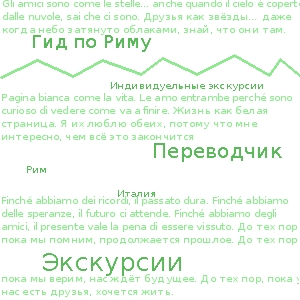 Gli amici sono come le stelle... anche quando il cielo è coperto
dalle nuvole, sai che ci sono. Друзья как звёзды... даже
когда небо затянуто облаками, знай, что они там.
Гид по Риму
Индивидуельные экскурсии
Pagina bianca come la vita. Le amo entrambe perché sono
curioso di vedere come va a finire. Жизнь как белая
страница. Я их люблю обеих, потому что мне
интересно, чем всё это закончится
Переводчик
Рим
Италия
Finché abbiamo dei ricordi, il passato dura. Finché abbiamo
delle speranze, il futuro ci attende. Finché abbiamo degli
amici, il presente vale la pena di essere vissuto. До тех пор
пока мы помним, продолжается прошлое. До тех пор
Экскурсии
пока мы верим, нас ждёт будущее. До тех пор, пока у
нас есть друзья, хочется жить.